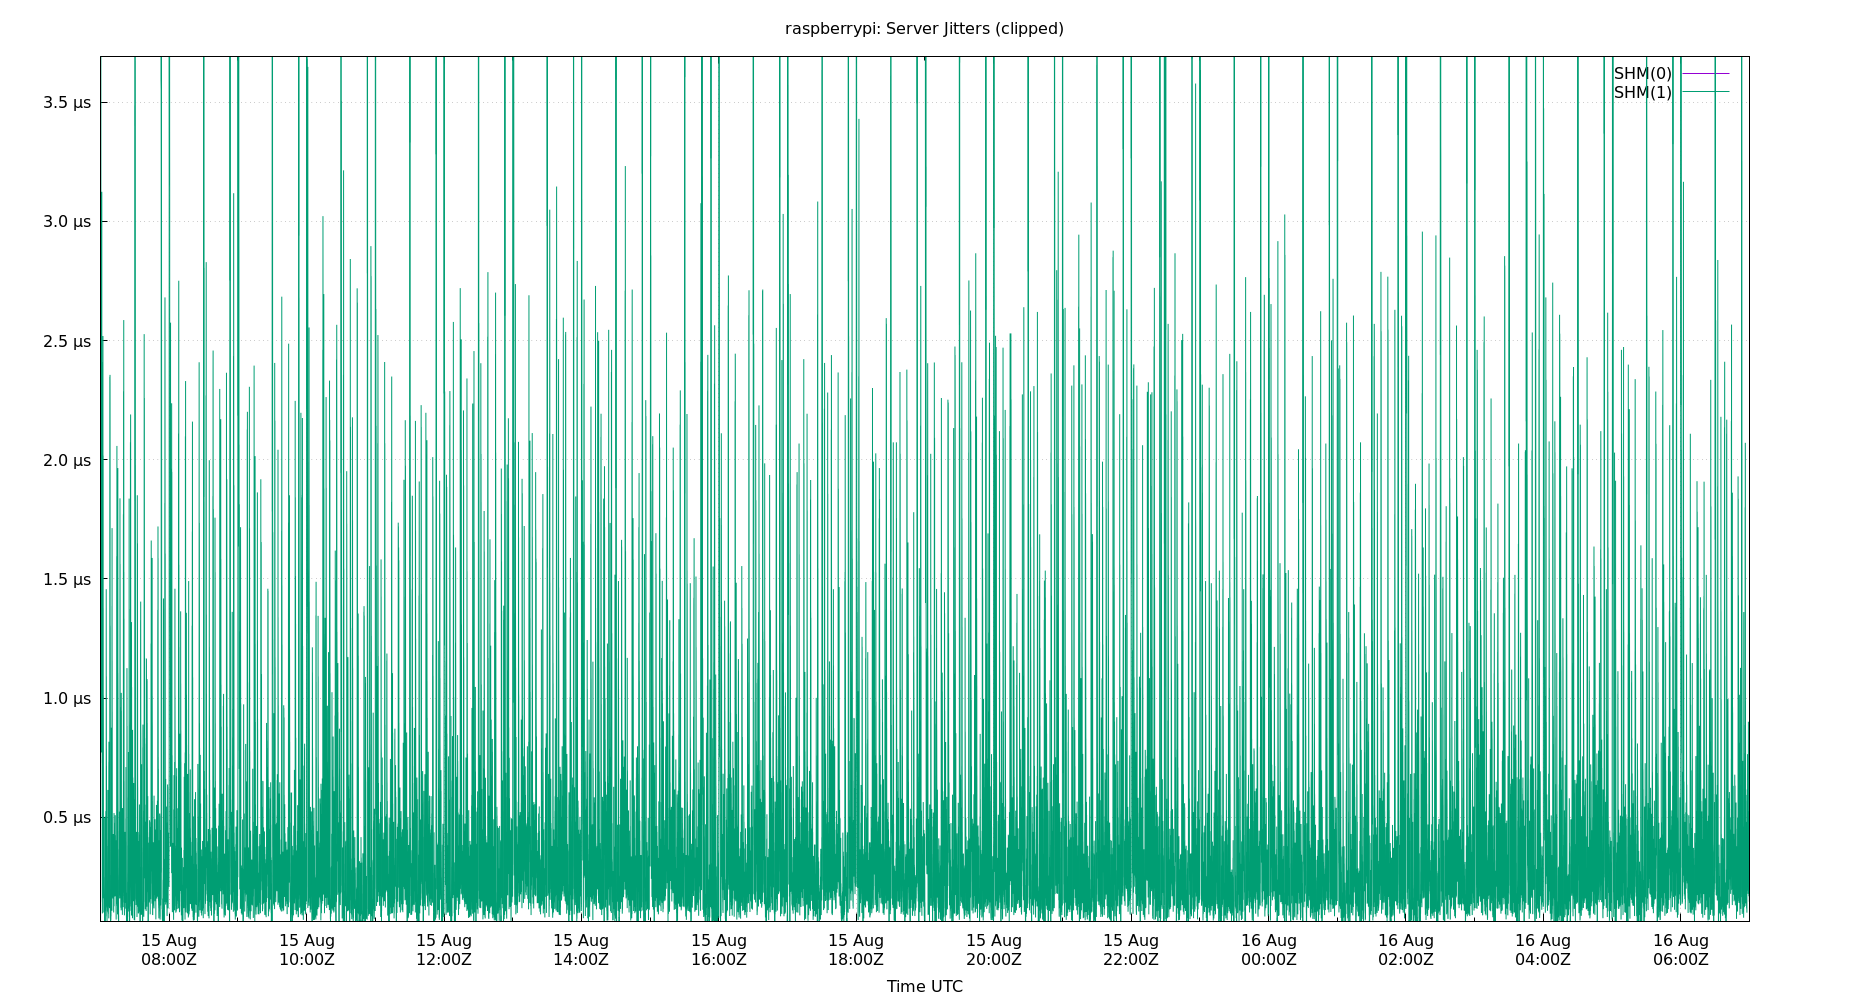 raspberrypi: Server Jitters (clipped)
SHM(0)
SHM(1)
3.5 µs
3.0 µs
2.5 µs
2.0 µs
1.5 µs
1.0 µs
0.5 µs
15 Aug 15 Aug 15 Aug 15 Aug 15 Aug 15 Aug 15 Aug 15 Aug 16 Aug 16 Aug 16 Aug 16 Aug
08:00Z 10:00Z 12:00Z 14:00Z 16:00Z 18:00Z 20:00Z 22:00Z 00:00Z 02:00Z 04:00Z 06:00Z
Time UTC